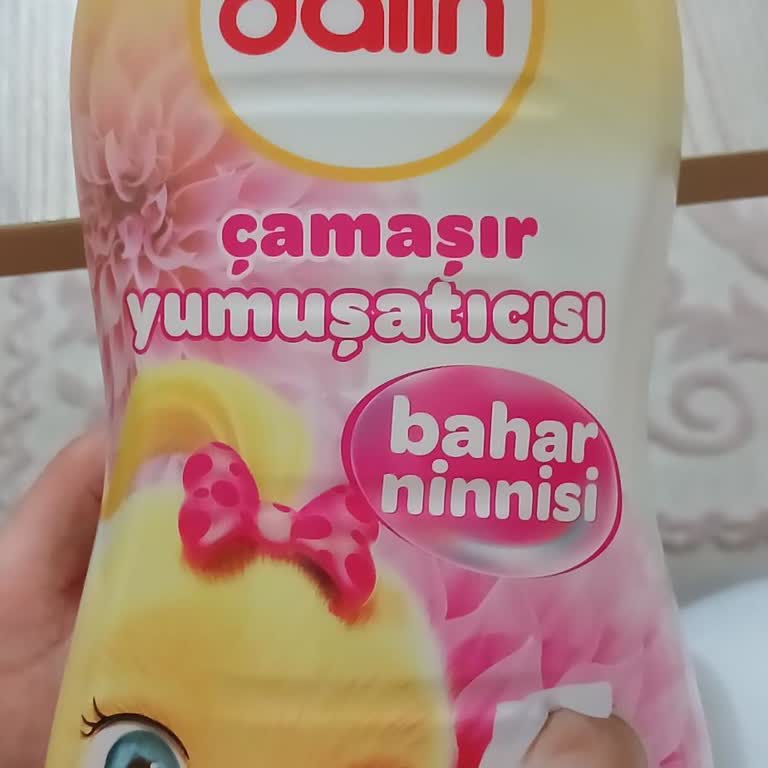 dalin
çamaşır
yumuşatıcısı
bahar
ninnisi